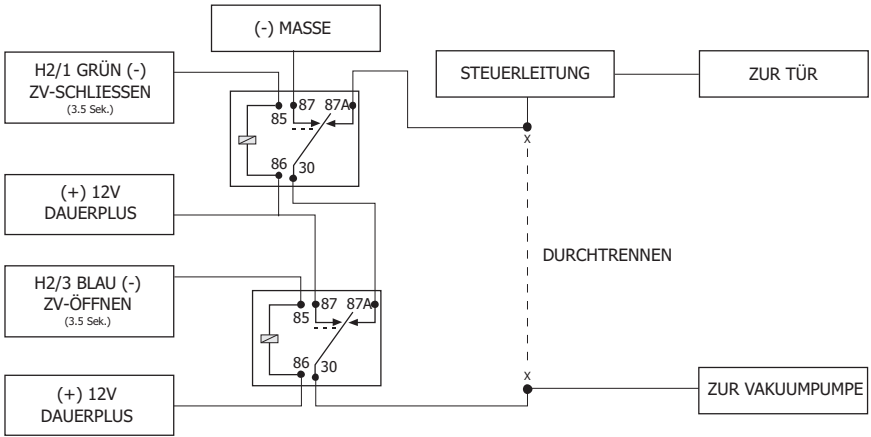 (-) MASSE
H2/1 GRÜN (-)
ZV-SCHLIESSEN
(3.5 Sek.)
STEUERLEITUNG
ZUR TÜR
87 87A
85
86
30
(+) 12V
DAUERPLUS
x
DURCHTRENNEN
H2/3 BLAU (-)
ZV-ÖFFNEN
(3.5 Sek.)
87 87A
85
86
30
x
(+) 12V
DAUERPLUS
ZUR VAKUUMPUMPE